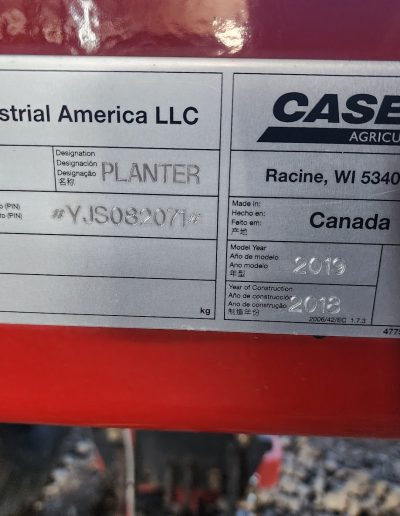 strial America LLC
Designation
Designación
Designação
名称
PLANTER
(PIN)
to (PIN)
#YJS082071#
kg
CASE
AGRICU
Racine, WI 5340
Made in:
Hecho en:
Feito em:
产地
Canada
Model Year
Año de modelo
Ano modelo
年型
2019
Year of Construction
Año de construcción
Ano de construção
制造年份
2018
2006/42/EC 1.7.3
477